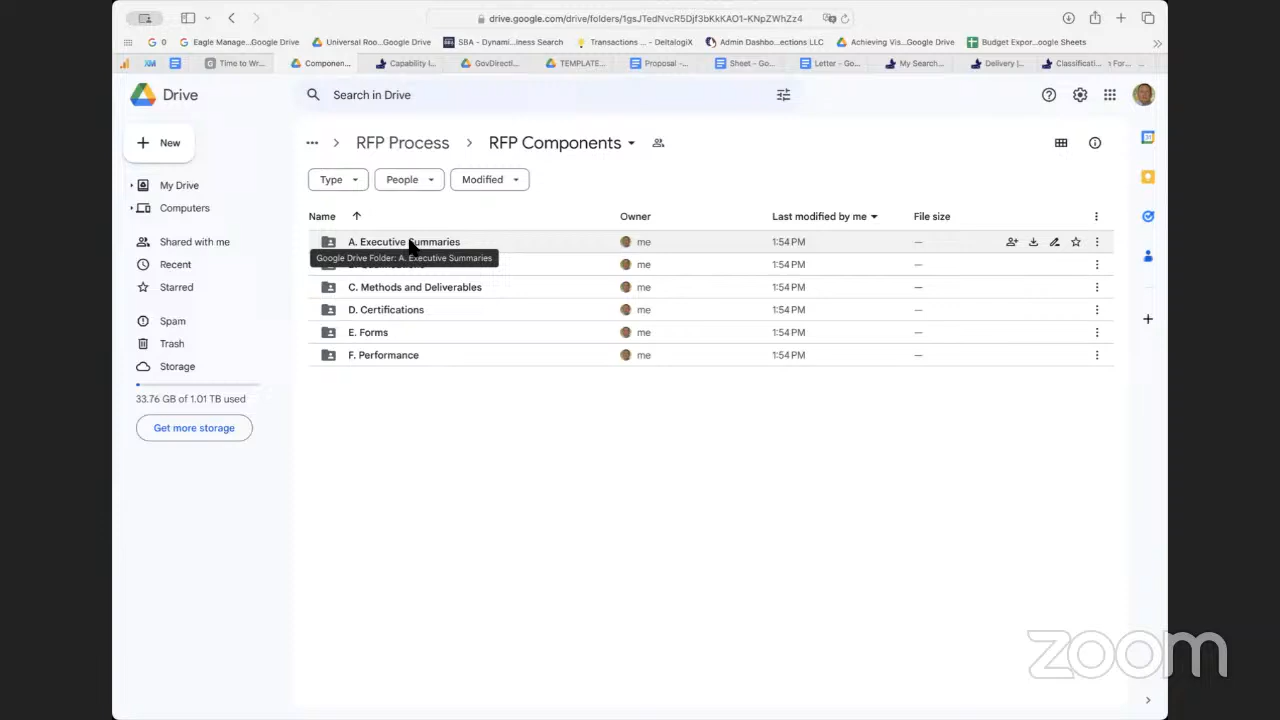 drive.google.com/drive/folders/1gsJTedNvcR5Djf3bKkKAO1-KNpZWhZz4
G 0
Eagle Manage...Google Drive
Universal Roo...Google Drive
SBA - Dynami...iness Search
Transactions ... - DeltalogiX
Admin Dashbo...ections LLC
Achieving Vis...Google Drive
Budget Expor...oogle Sheets
XM
Time to Wr...
Componen...
Capability I...
GovDirectI...
TEMPLATE...
Proposal -...
Sheet - Go...
Letter - Go...
My Search...
Delivery |...
Classificati...
Drive
Search in Drive
New
RFP Process
RFP Components
Type
People
Modified
My Drive
Computers
Shared with me
Recent
Starred
Spam
Trash
Storage
33.76 GB of 1.01 TB used
Get more storage
Name Owner Last modified by me File size
A. Executive Summaries me 1:54 PM —
Google Drive Folder: A. Executive Summaries
me 1:54 PM —
C. Methods and Deliverables me 1:54 PM —
D. Certifications me 1:54 PM —
E. Forms me 1:54 PM —
F. Performance me 1:54 PM —
zoom